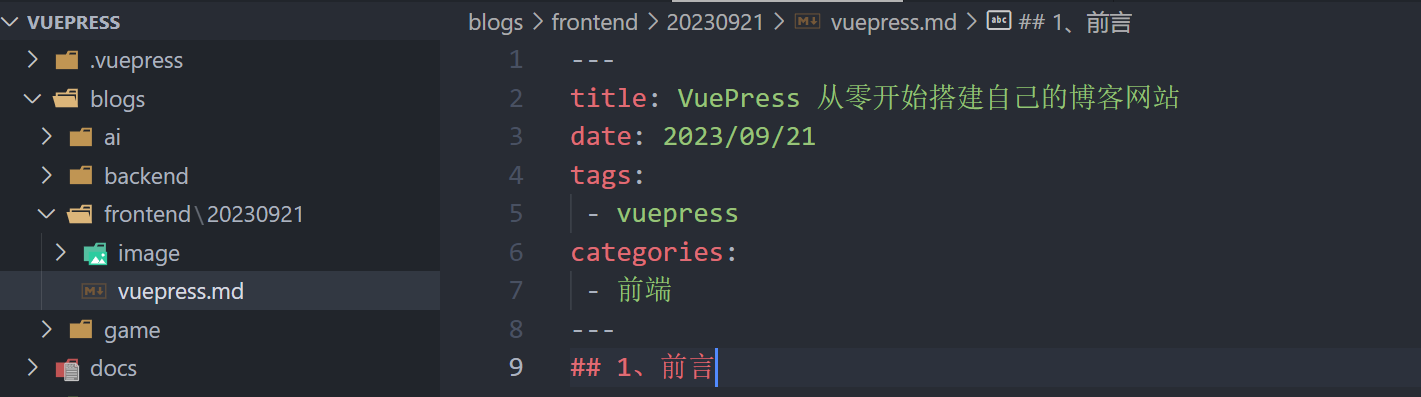 VUEPRESS
.vuepress
blogs
ai
backend
frontend\20230921
image
vuepress.md
game
docs
blogs > frontend > 20230921 > vuepress.md > abc ## 1、前言
1 ---
2 title: VuePress 从零开始搭建自己的博客网站
3 date: 2023/09/21
4 tags:
5 - vuepress
6 categories:
7 - 前端
8 ---
9 ## 1、前言